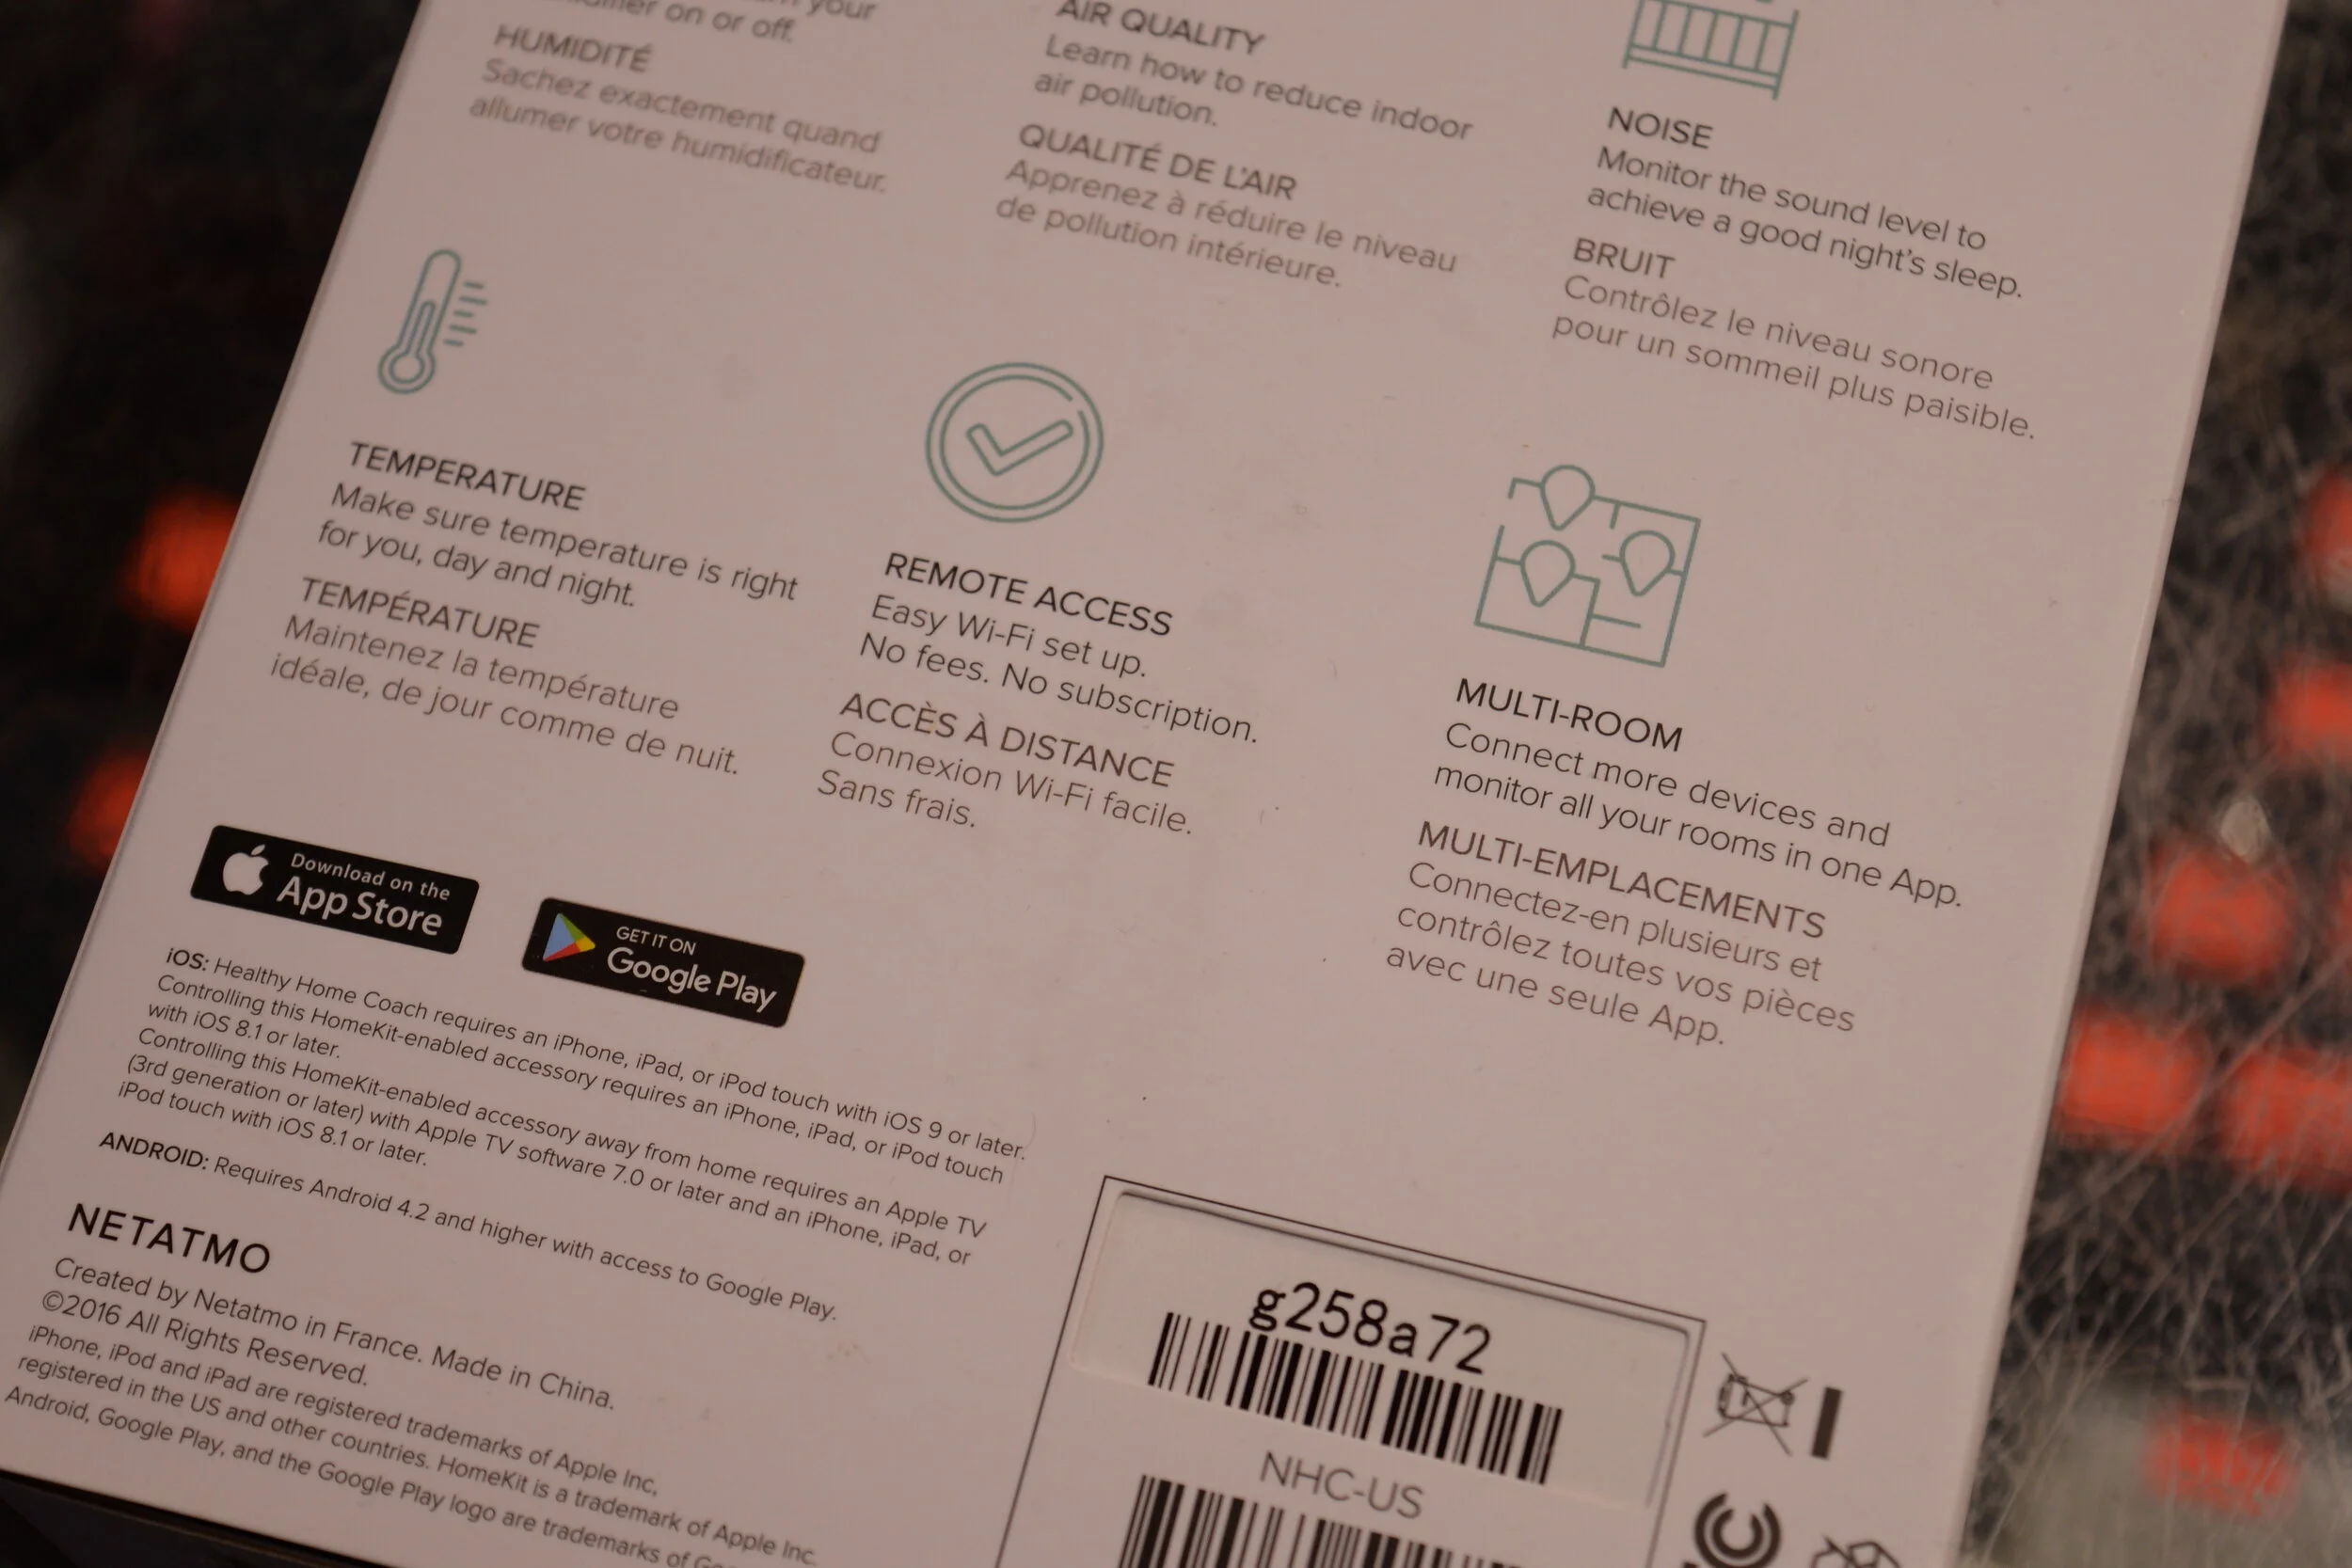 your
humidifier on or off.
HUMIDITÉ
Sachez exactement quand
allumer votre humidificateur.
AIR QUALITY
Learn how to reduce indoor
air pollution.
QUALITÉ DE L'AIR
Apprenez à réduire le niveau
de pollution intérieure.
NOISE
Monitor the sound level to
achieve a good night's sleep.
BRUIT
Contrôlez le niveau sonore
pour un sommeil plus paisible.
TEMPERATURE
Make sure temperature is right
for you, day and night.
TEMPÉRATURE
Maintenez la température
idéale, de jour comme de nuit.
REMOTE ACCESS
Easy Wi-Fi set up.
No fees. No subscription.
ACCÈS À DISTANCE
Connexion Wi-Fi facile.
Sans frais.
MULTI-ROOM
Connect more devices and
monitor all your rooms in one App.
MULTI-EMPLACEMENTS
Connectez-en plusieurs et
contrôlez toutes vos pièces
avec une seule App.
Download on the
App Store
GET IT ON
Google Play
iOS: Healthy Home Coach requires an iPhone, iPad, or iPod touch with iOS 9 or later.
Controlling this HomeKit-enabled accessory requires an iPhone, iPad, or iPod touch
with iOS 8.1 or later.
Controlling this HomeKit-enabled accessory away from home requires an Apple TV
(3rd generation or later) with Apple TV software 7.0 or later and an iPhone, iPad, or
iPod touch with iOS 8.1 or later.
ANDROID: Requires Android 4.2 and higher with access to Google Play.
NETATMO
Created by Netatmo in France. Made in China.
©2016 All Rights Reserved.
iPhone, iPod and iPad are registered trademarks of Apple Inc,
registered in the US and other countries. HomeKit is a trademark of Apple Inc.
Android, Google Play, and the Google Play logo are trademarks of
g258a72
NHC-US